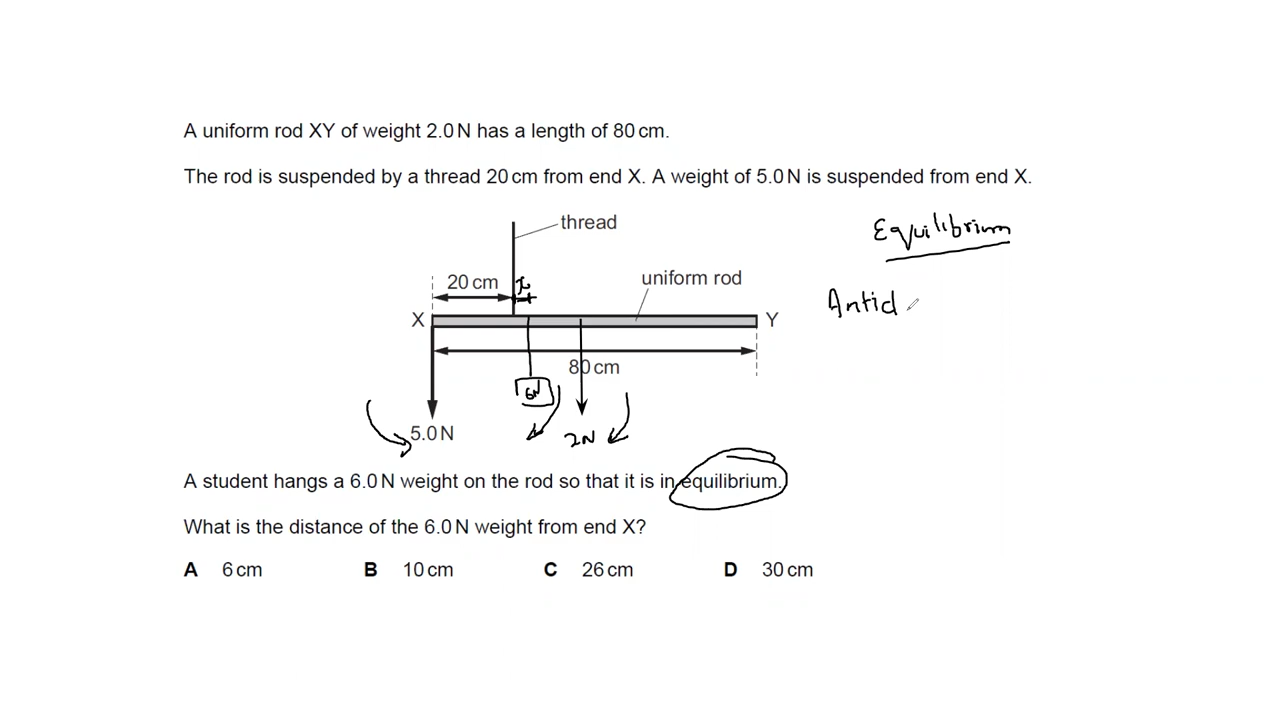 A uniform rod XY of weight 2.0 N has a length of 80 cm.
The rod is suspended by a thread 20 cm from end X. A weight of 5.0 N is suspended from end X.
thread
Equilibrium
20 cm
x
uniform rod
Anticl
X
Y
80 cm
6N
5.0 N
2N
A student hangs a 6.0 N weight on the rod so that it is in equilibrium.
What is the distance of the 6.0 N weight from end X?
A 6 cm B 10 cm C 26 cm D 30 cm